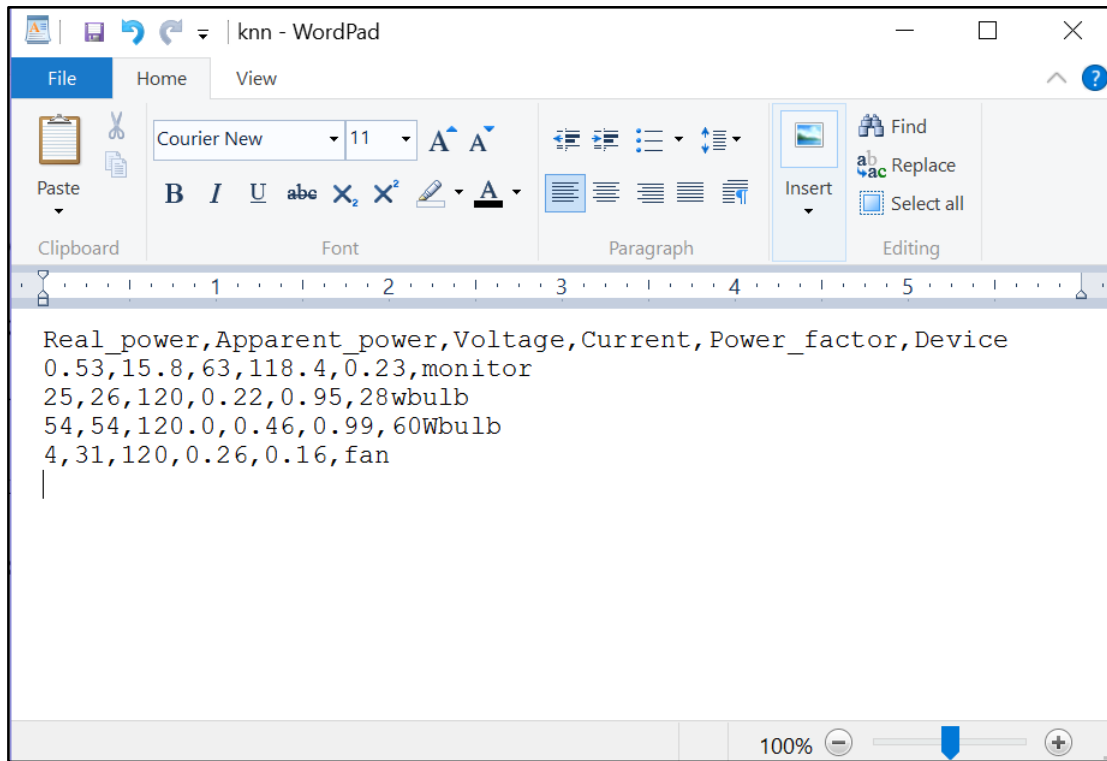 knn - WordPad
File Home View
Paste
Courier New 11 A A
B I U abc X₂ X² A
Insert
Find
Replace
Select all
Clipboard Font Paragraph Editing
1 2 3 4 5
Real_power,Apparent_power,Voltage,Current,Power_factor,Device
0.53,15.8,63,118.4,0.23,monitor
25,26,120,0.22,0.95,28wbulb
54,54,120.0,0.46,0.99,60Wbulb
4,31,120,0.26,0.16,fan
100%